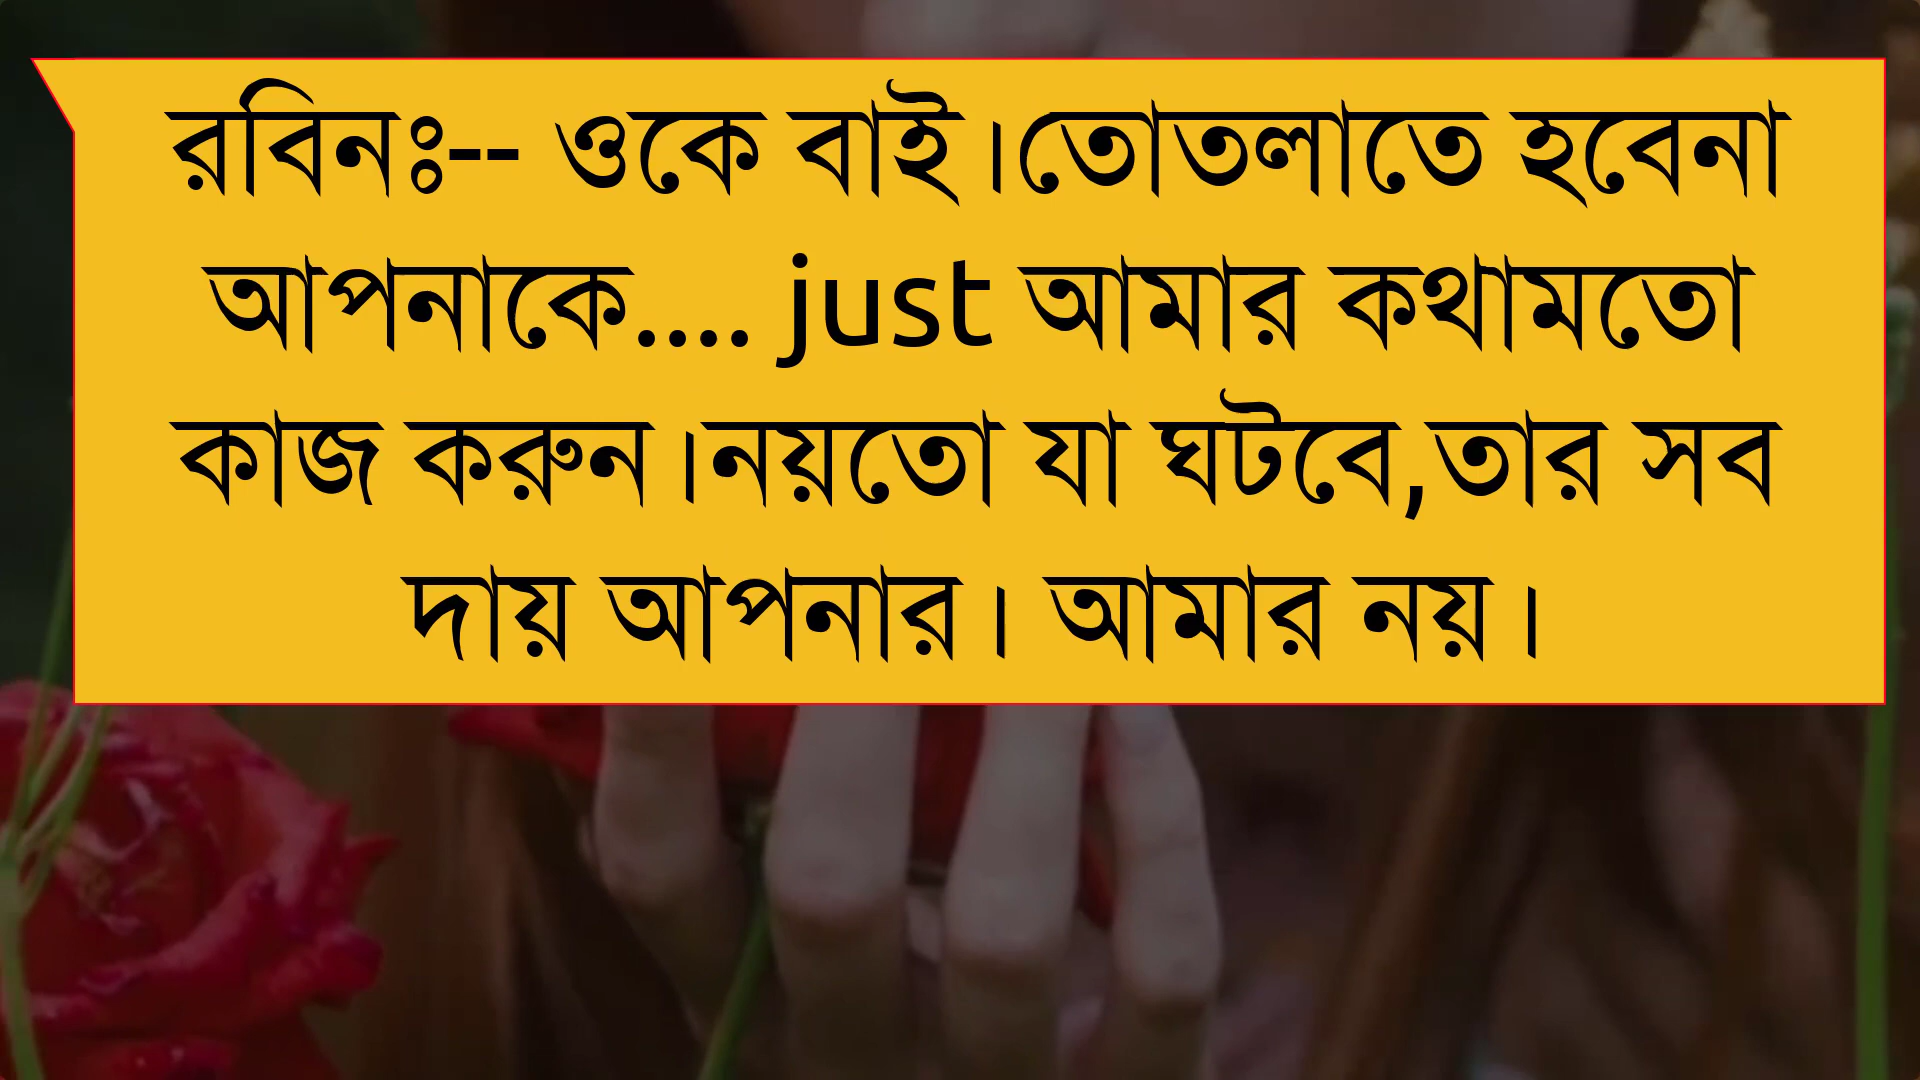 রবিনঃ-- ওকে বাই।তোতলাতে হবেনা
আপনাকে.... just আমার কথামতো
কাজ করুন।নয়তো যা ঘটবে,তার সব
দায় আপনার। আমার নয়।